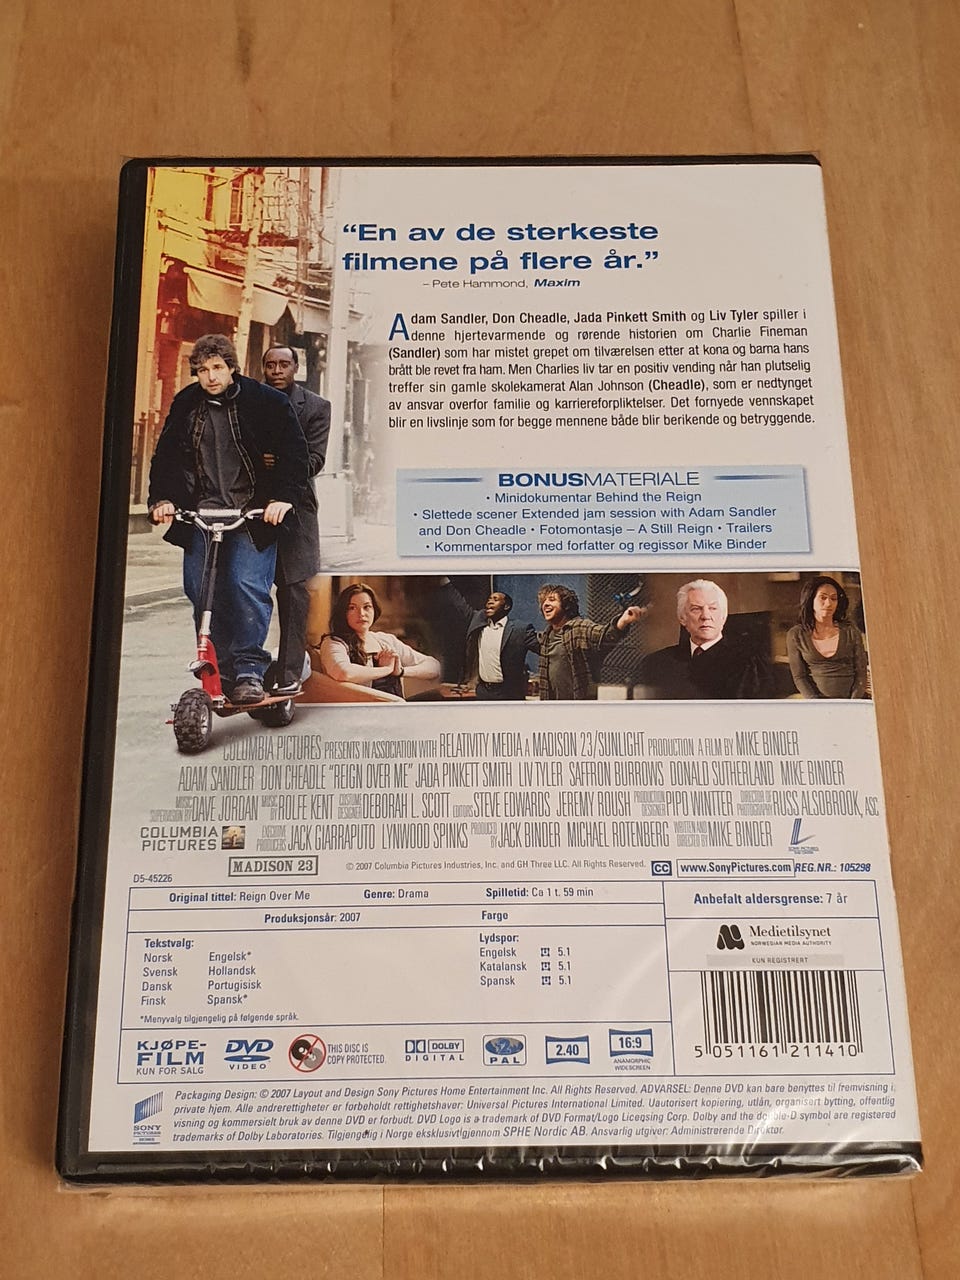 “En av de sterkeste
filmene på flere år.”
– Pete Hammond, Maxim
Adam Sandler, Don Cheadle, Jada Pinkett Smith og Liv Tyler spiller i
denne hjertevarmende og rørende historien om Charlie Fineman
(Sandler) som har mistet grepet om tilværelsen etter at kona og barna hans
brått ble revet fra ham. Men Charlies liv tar en positiv vending når han plutselig
treffer sin gamle skolekamerat Alan Johnson (Cheadle), som er nedtynget
av ansvar overfor familie og karriereforpliktelser. Det fornyede vennskapet
blir en livslinje som for begge mennene både blir berikende og betryggende.
BONUSMATERIALE
• Minidokumentar Behind the Reign
• Slettede scener Extended jam session with Adam Sandler
and Don Cheadle • Fotomontasje – A Still Reign • Trailers
• Kommentarspor med forfatter og regissør Mike Binder
COLUMBIA PICTURES PRESENTS IN ASSOCIATION WITH RELATIVITY MEDIA A MADISON 23/SUNLIGHT PRODUCTION A FILM BY MIKE BINDER
ADAM SANDLER DON CHEADLE "REIGN OVER ME" JADA PINKETT SMITH LIV TYLER SAFFRON BURROWS DONALD SUTHERLAND MIKE BINDER
MUSIC SUPERVISION BY DAVE JORDAN MUSIC BY ROLFE KENT COSTUME DESIGNER DEBORAH L. SCOTT EDITORS STEVE EDWARDS JEREMY ROUSH PRODUCTION DESIGNER PIPO WINTTER DIRECTOR OF PHOTOGRAPHY RUSS ALSOBROOK, ASC
COLUMBIA PICTURES EXECUTIVE PRODUCERS JACK GIARRAPUTO LYNWOOD SPINKS PRODUCED BY JACK BINDER MICHAEL ROTENBERG WRITTEN AND DIRECTED BY MIKE BINDER
MADISON 23 © 2007 Columbia Pictures Industries, Inc. and GH Three LLC. All Rights Reserved. CC www.SonyPictures.com REG.NR.: 105298
D5-45226
Original tittel: Reign Over Me Genre: Drama Spilletid: Ca 1 t. 59 min
Anbefalt aldersgrense: 7 år
Produksjonsår: 2007 Farge
Tekstvalg:
Norsk Engelsk*
Svensk Hollandsk
Dansk Portugisisk
Finsk Spansk*
*Menyvalg tilgjengelig på følgende språk.
Lydspor:
Engelsk 5.1
Katalansk 5.1
Spansk 5.1
Medietilsynet
NORWEGIAN MEDIA AUTHORITY
KUN REGISTRERT
5 051161 211410
KJØPE-
FILM
KUN FOR SALG
DVD
VIDEO
THIS DISC IS
COPY PROTECTED.
DOLBY
DIGITAL
2
PAL
2.40
16:9
ANAMORPHIC
WIDESCREEN
SONY
PICTURES
Packaging Design: © 2007 Layout and Design Sony Pictures Home Entertainment Inc. All Rights Reserved. ADVARSEL: Denne DVD kan bare benyttes til fremvisning i
private hjem. Alle andrerettigheter er forbeholdt rettighetshaver: Universal Pictures International Limited. Uautorisert kopiering, utlån, organisert bytting, offentlig
visning og kommersielt bruk av denne DVD er forbudt. DVD Logo is a trademark of DVD Format/Logo Licensing Corp. Dolby and the double-D symbol are registered
trademarks of Dolby Laboratories. Tilgjengelig i Norge eksklusivt gjennom SPHE Nordic AB. Ansvarlig utgiver: Administrerende Direktør.